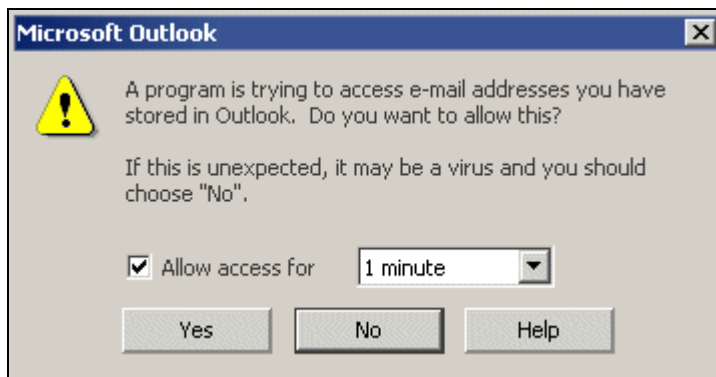 Microsoft Outlook
A program is trying to access e-mail addresses you have
stored in Outlook.  Do you want to allow this?
If this is unexpected, it may be a virus and you should
choose "No".
Allow access for 1 minute
Yes No Help